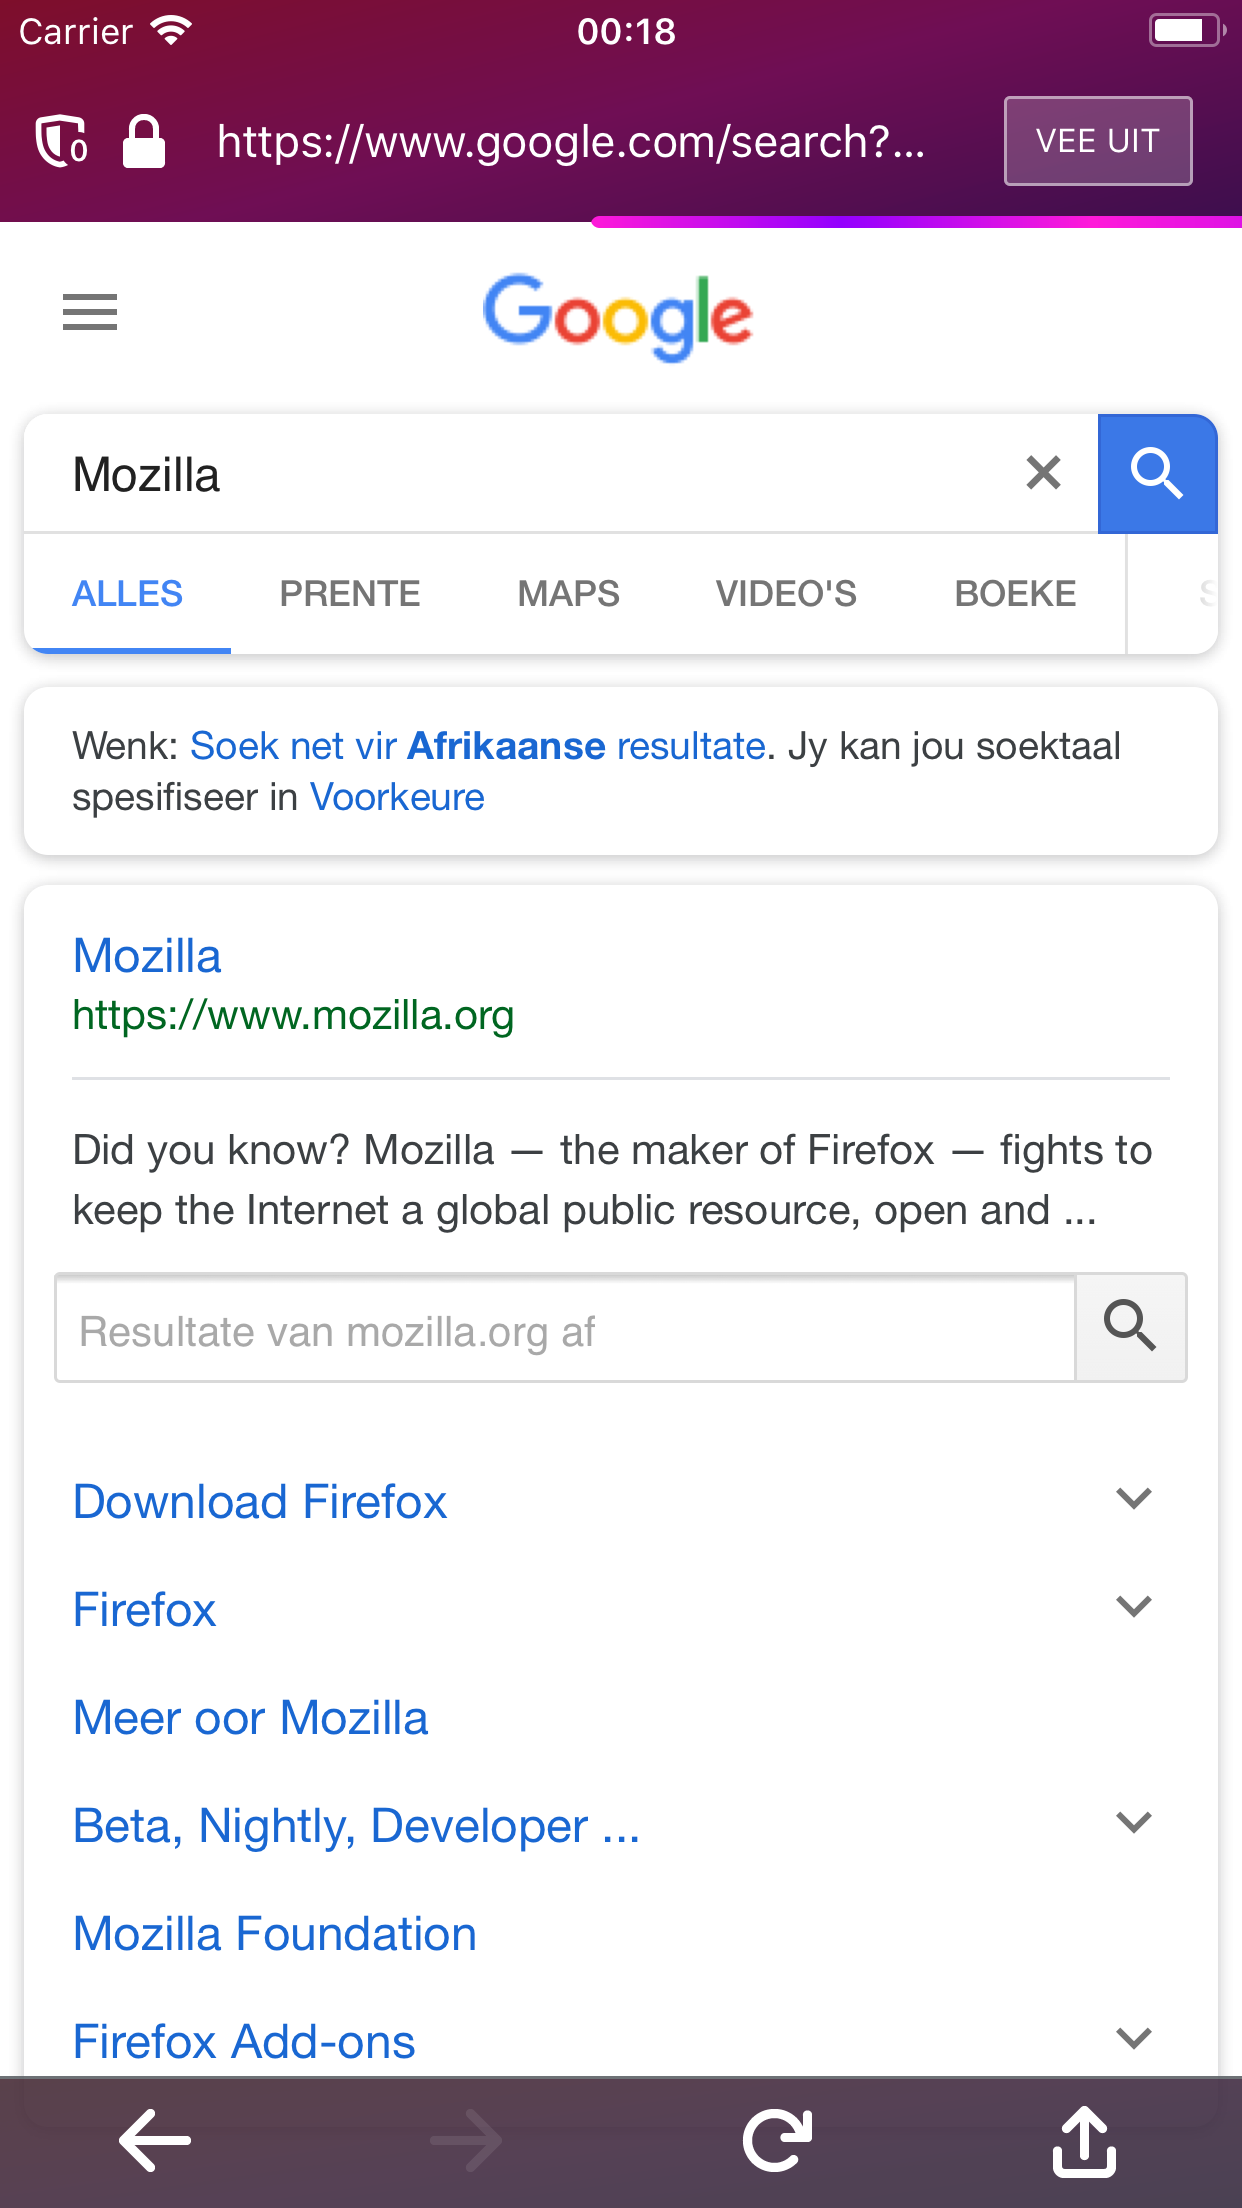 Carrier 00:18
0 https://www.google.com/search?... VEE UIT
Google
Mozilla
ALLES PRENTE MAPS VIDEO'S BOEKE
Wenk: Soek net vir Afrikaanse resultate. Jy kan jou soektaal
spesifiseer in Voorkeure
Mozilla
https://www.mozilla.org
Did you know? Mozilla — the maker of Firefox — fights to
keep the Internet a global public resource, open and ...
Resultate van mozilla.org af
Download Firefox
Firefox
Meer oor Mozilla
Beta, Nightly, Developer ...
Mozilla Foundation
Firefox Add-ons